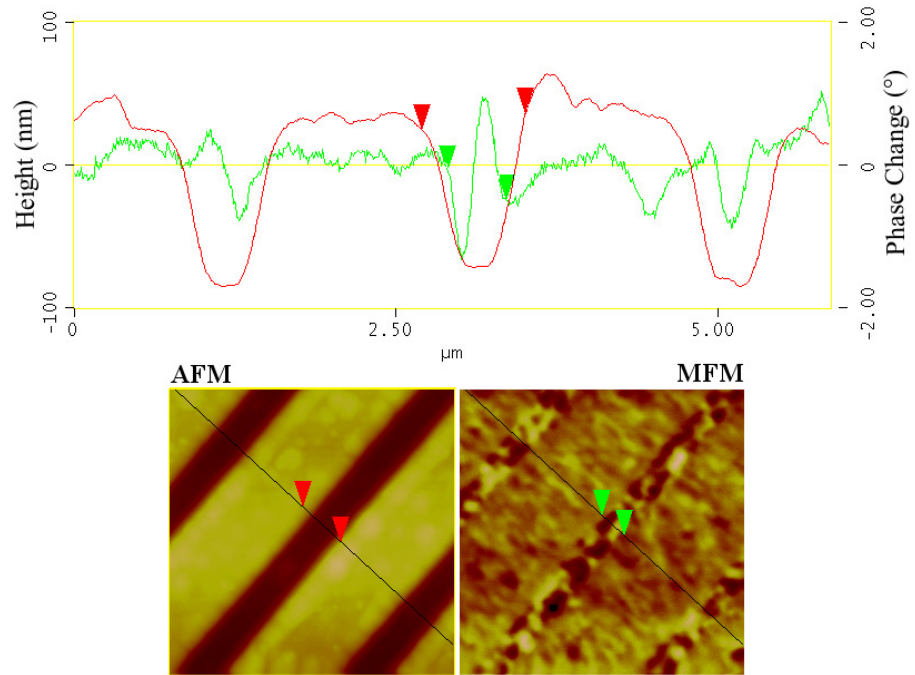 100
2.00
Height (nm)
0
0
Phase Change (°)
-100
-2.00
0
2.50
5.00
µm
AFM
MFM